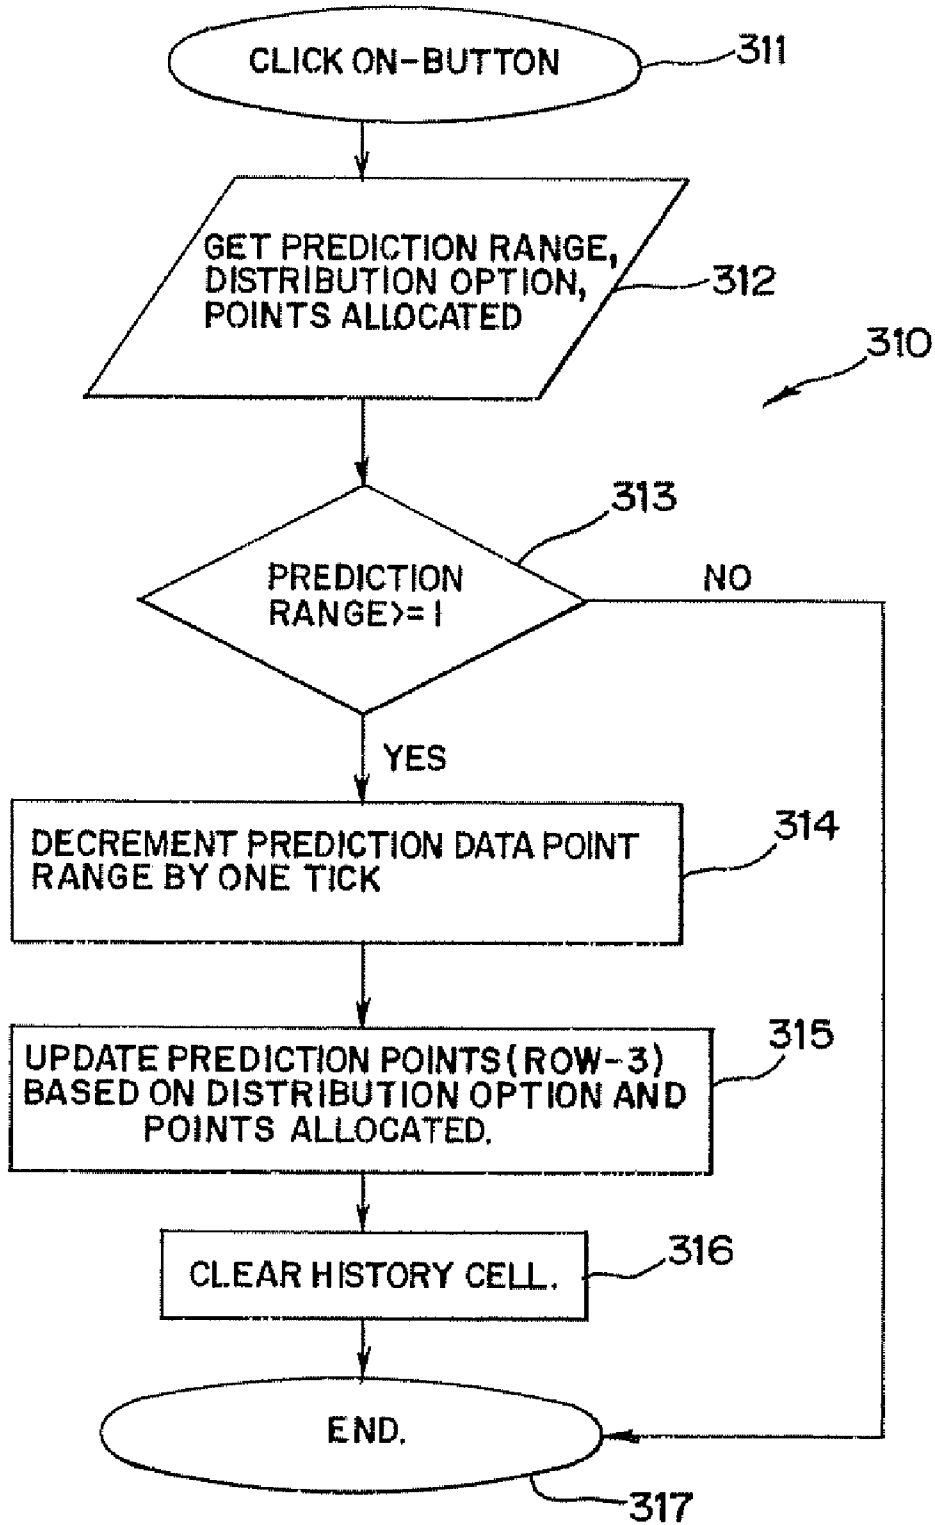 CLICK ON-BUTTON
311
GET PREDICTION RANGE,
DISTRIBUTION OPTION,
POINTS ALLOCATED
312
310
313
PREDICTION
RANGE>=1
NO
YES
DECREMENT PREDICTION DATA POINT
RANGE BY ONE TICK
314
UPDATE PREDICTION POINTS (ROW-3)
BASED ON DISTRIBUTION OPTION AND
POINTS ALLOCATED.
315
CLEAR HISTORY CELL.
316
END.
317